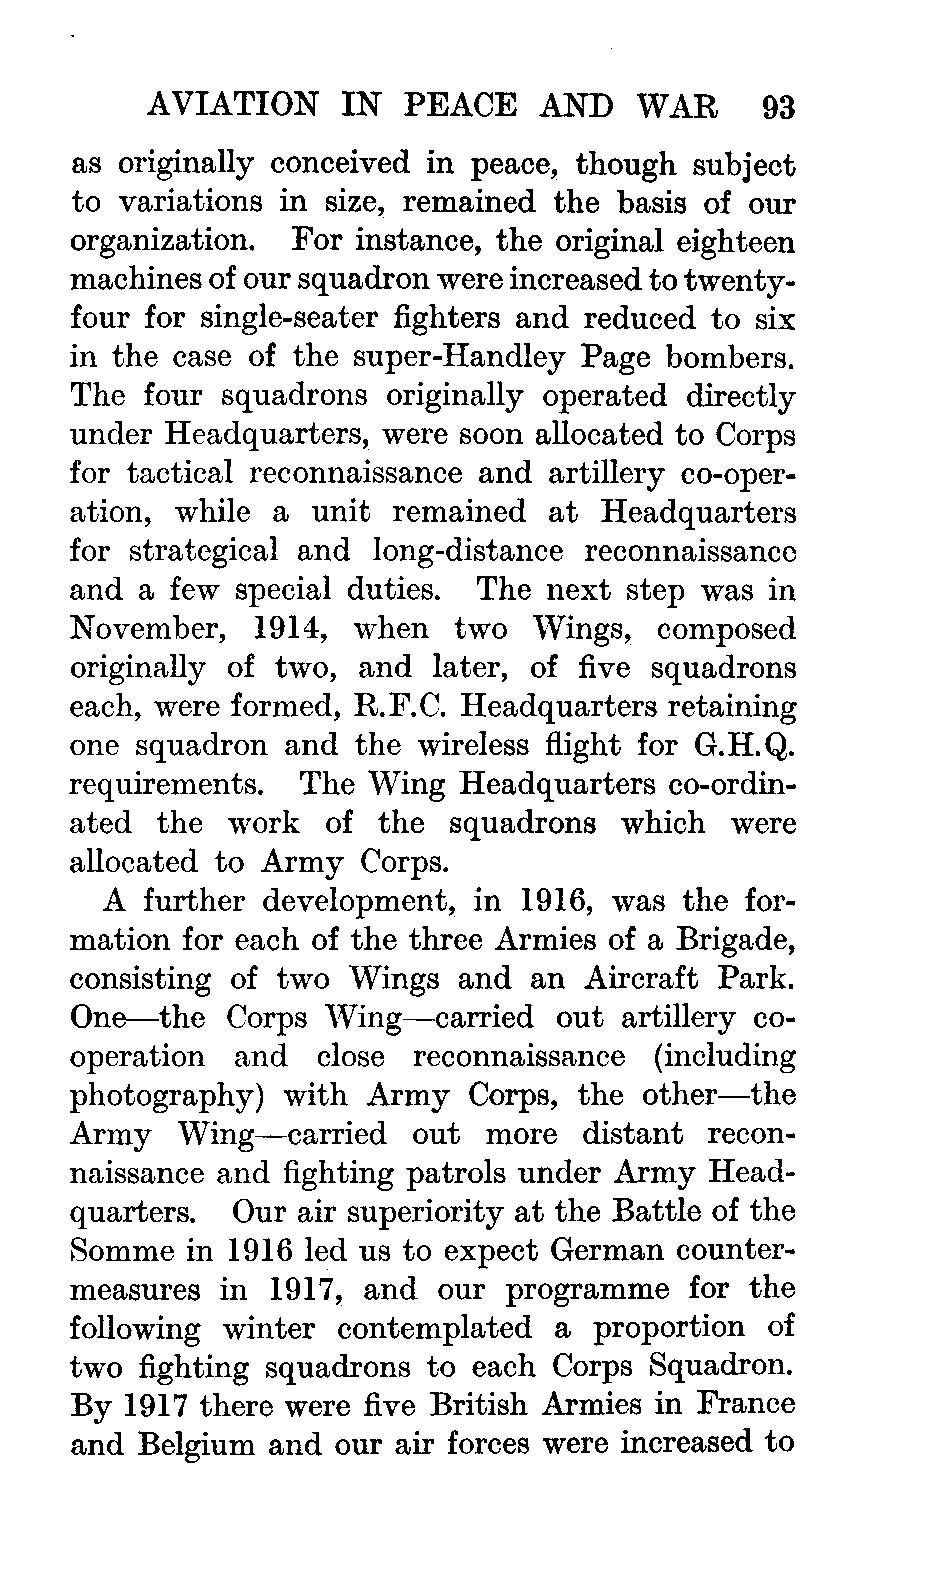 AVIATION IN PEACE AND WAR 93
as originally conceived in peace, though subject
to variations in size, remained the basis of our
organization. For instance, the original eighteen
machines of our squadron were increased to twenty-
four for single-seater fighters and reduced to six
in the case of the super-Handley Page bombers.
The four squadrons originally operated directly
under Headquarters, were soon allocated to Corps
for tactical reconnaissance and artillery co-oper-
ation, while a unit remained at Headquarters
for strategical and long-distance reconnaissance
and a few special duties. The next step was in
November, 1914, when two Wings, composed
originally of two, and later, of five squadrons
each, were formed, R.F.C. Headquarters retaining
one squadron and the wireless flight for G.H.Q.
requirements. The Wing Headquarters co-ordin-
ated the work of the squadrons which were
allocated to Army Corps.
A further development, in 1916, was the for-
mation for each of the three Armies of a Brigade,
consisting of two Wings and an Aircraft Park.
One—the Corps Wing—carried out artillery co-
operation and close reconnaissance (including
photography) with Army Corps, the other—the
Army Wing—carried out more distant recon-
naissance and fighting patrols under Army Head-
quarters. Our air superiority at the Battle of the
Somme in 1916 led us to expect German counter-
measures in 1917, and our programme for the
following winter contemplated a proportion of
two fighting squadrons to each Corps Squadron.
By 1917 there were five British Armies in France
and Belgium and our air forces were increased to